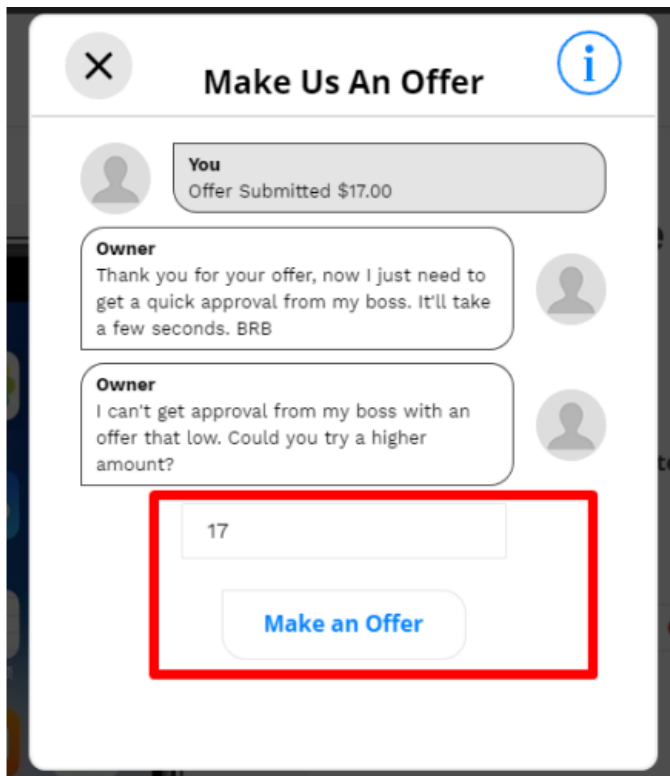 Make Us An Offer
i
You
Offer Submitted $17.00
Owner
Thank you for your offer, now I just need to
get a quick approval from my boss. It'll take
a few seconds. BRB
Owner
I can't get approval from my boss with an
offer that low. Could you try a higher
amount?
17
Make an Offer